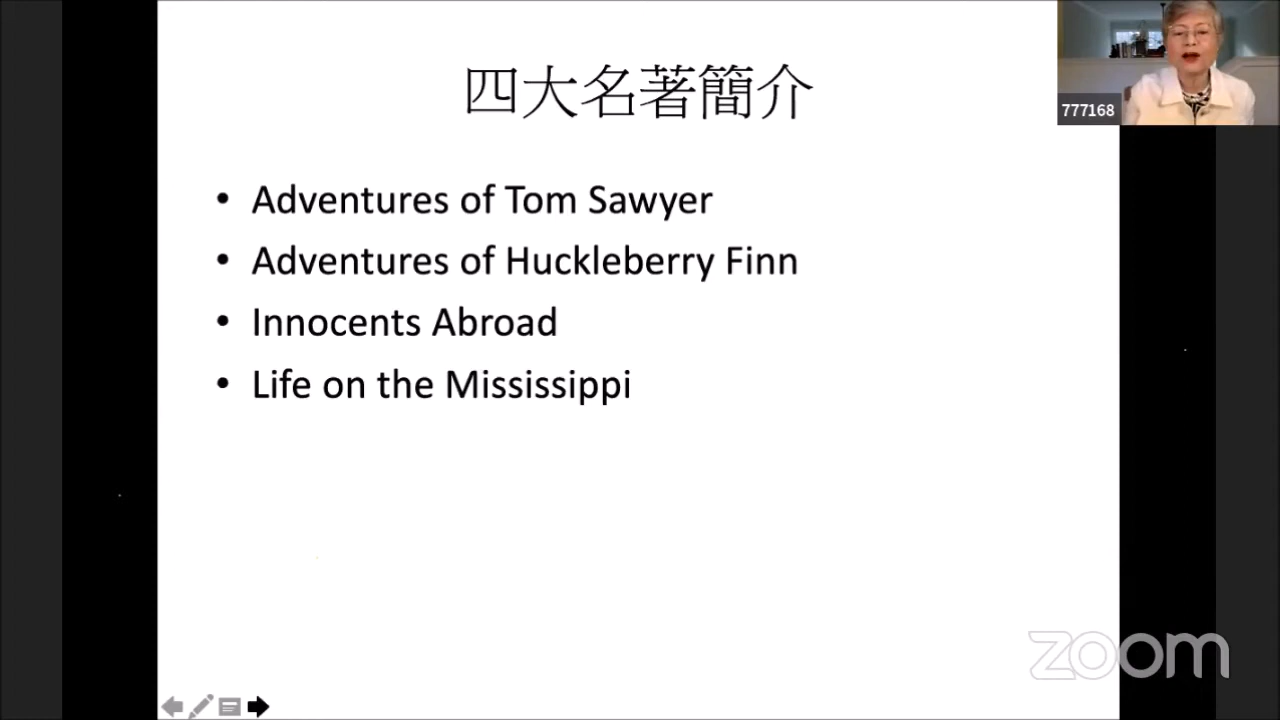 四大名著簡介
777168
• Adventures of Tom Sawyer
• Adventures of Huckleberry Finn
• Innocents Abroad
• Life on the Mississippi
zoom